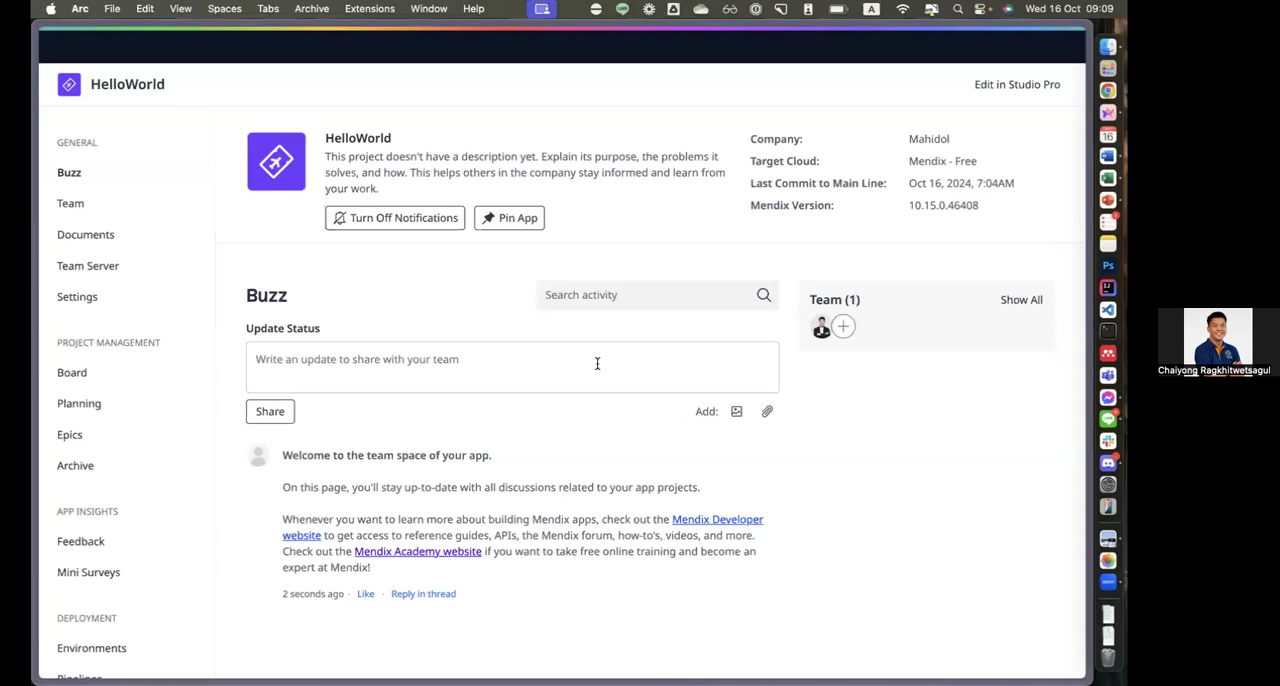 Arc File Edit View Spaces Tabs Archive Extensions Window Help A Wed 16 Oct 09:09
HelloWorld
Edit in Studio Pro
GENERAL
Buzz
Team
Documents
Team Server
Settings
PROJECT MANAGEMENT
Board
Planning
Epics
Archive
APP INSIGHTS
Feedback
Mini Surveys
DEPLOYMENT
Environments
Pipelines
HelloWorld
This project doesn't have a description yet. Explain its purpose, the problems it
solves, and how. This helps others in the company stay informed and learn from
your work.
Turn Off Notifications
Pin App
Company: Mahidol
Target Cloud: Mendix - Free
Last Commit to Main Line: Oct 16, 2024, 7:04AM
Mendix Version: 10.15.0.46408
Buzz
Search activity
Update Status
Write an update to share with your team
Share
Add:
Welcome to the team space of your app.
On this page, you'll stay up-to-date with all discussions related to your app projects.
Whenever you want to learn more about building Mendix apps, check out the Mendix Developer
website to get access to reference guides, APIs, the Mendix forum, how-to's, videos, and more.
Check out the Mendix Academy website if you want to take free online training and become an
expert at Mendix!
2 seconds ago · Like · Reply in thread
Team (1)
Show All
16
Ps
Chaiyong Ragkhitwetsagul